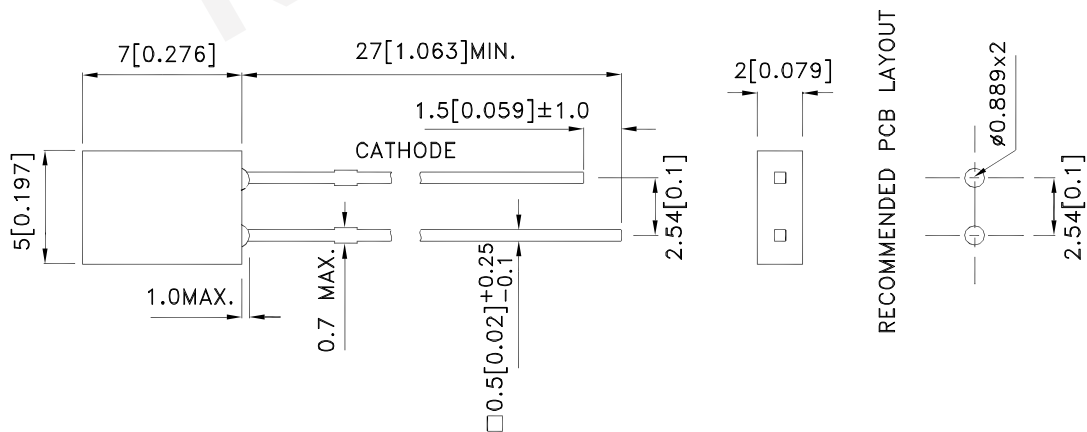 7[0.276]
27[1.063]MIN.
2[0.079]
1.5[0.059]±1.0
CATHODE
5[0.197]
2.54[0.1]
1.0MAX.
0.7 MAX.
□0.5[0.02]+0.25
-0.1
RECOMMENDED PCB LAYOUT
ø0.889x2
2.54[0.1]